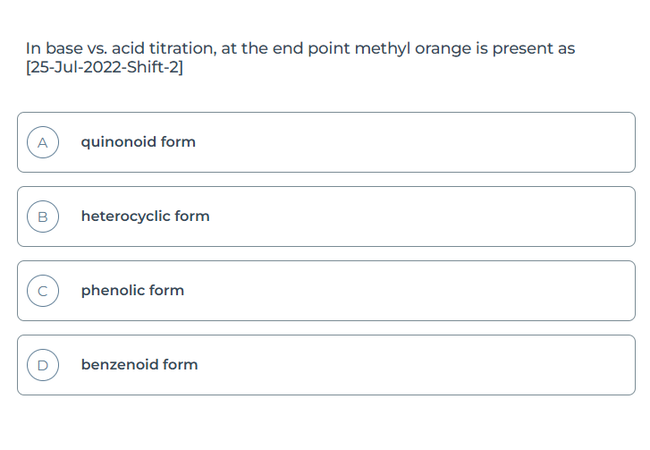 In base vs. acid titration, at the end point methyl orange is present as
[25-Jul-2022-Shift-2]
A quinonoid form
B heterocyclic form
C phenolic form
D benzenoid form